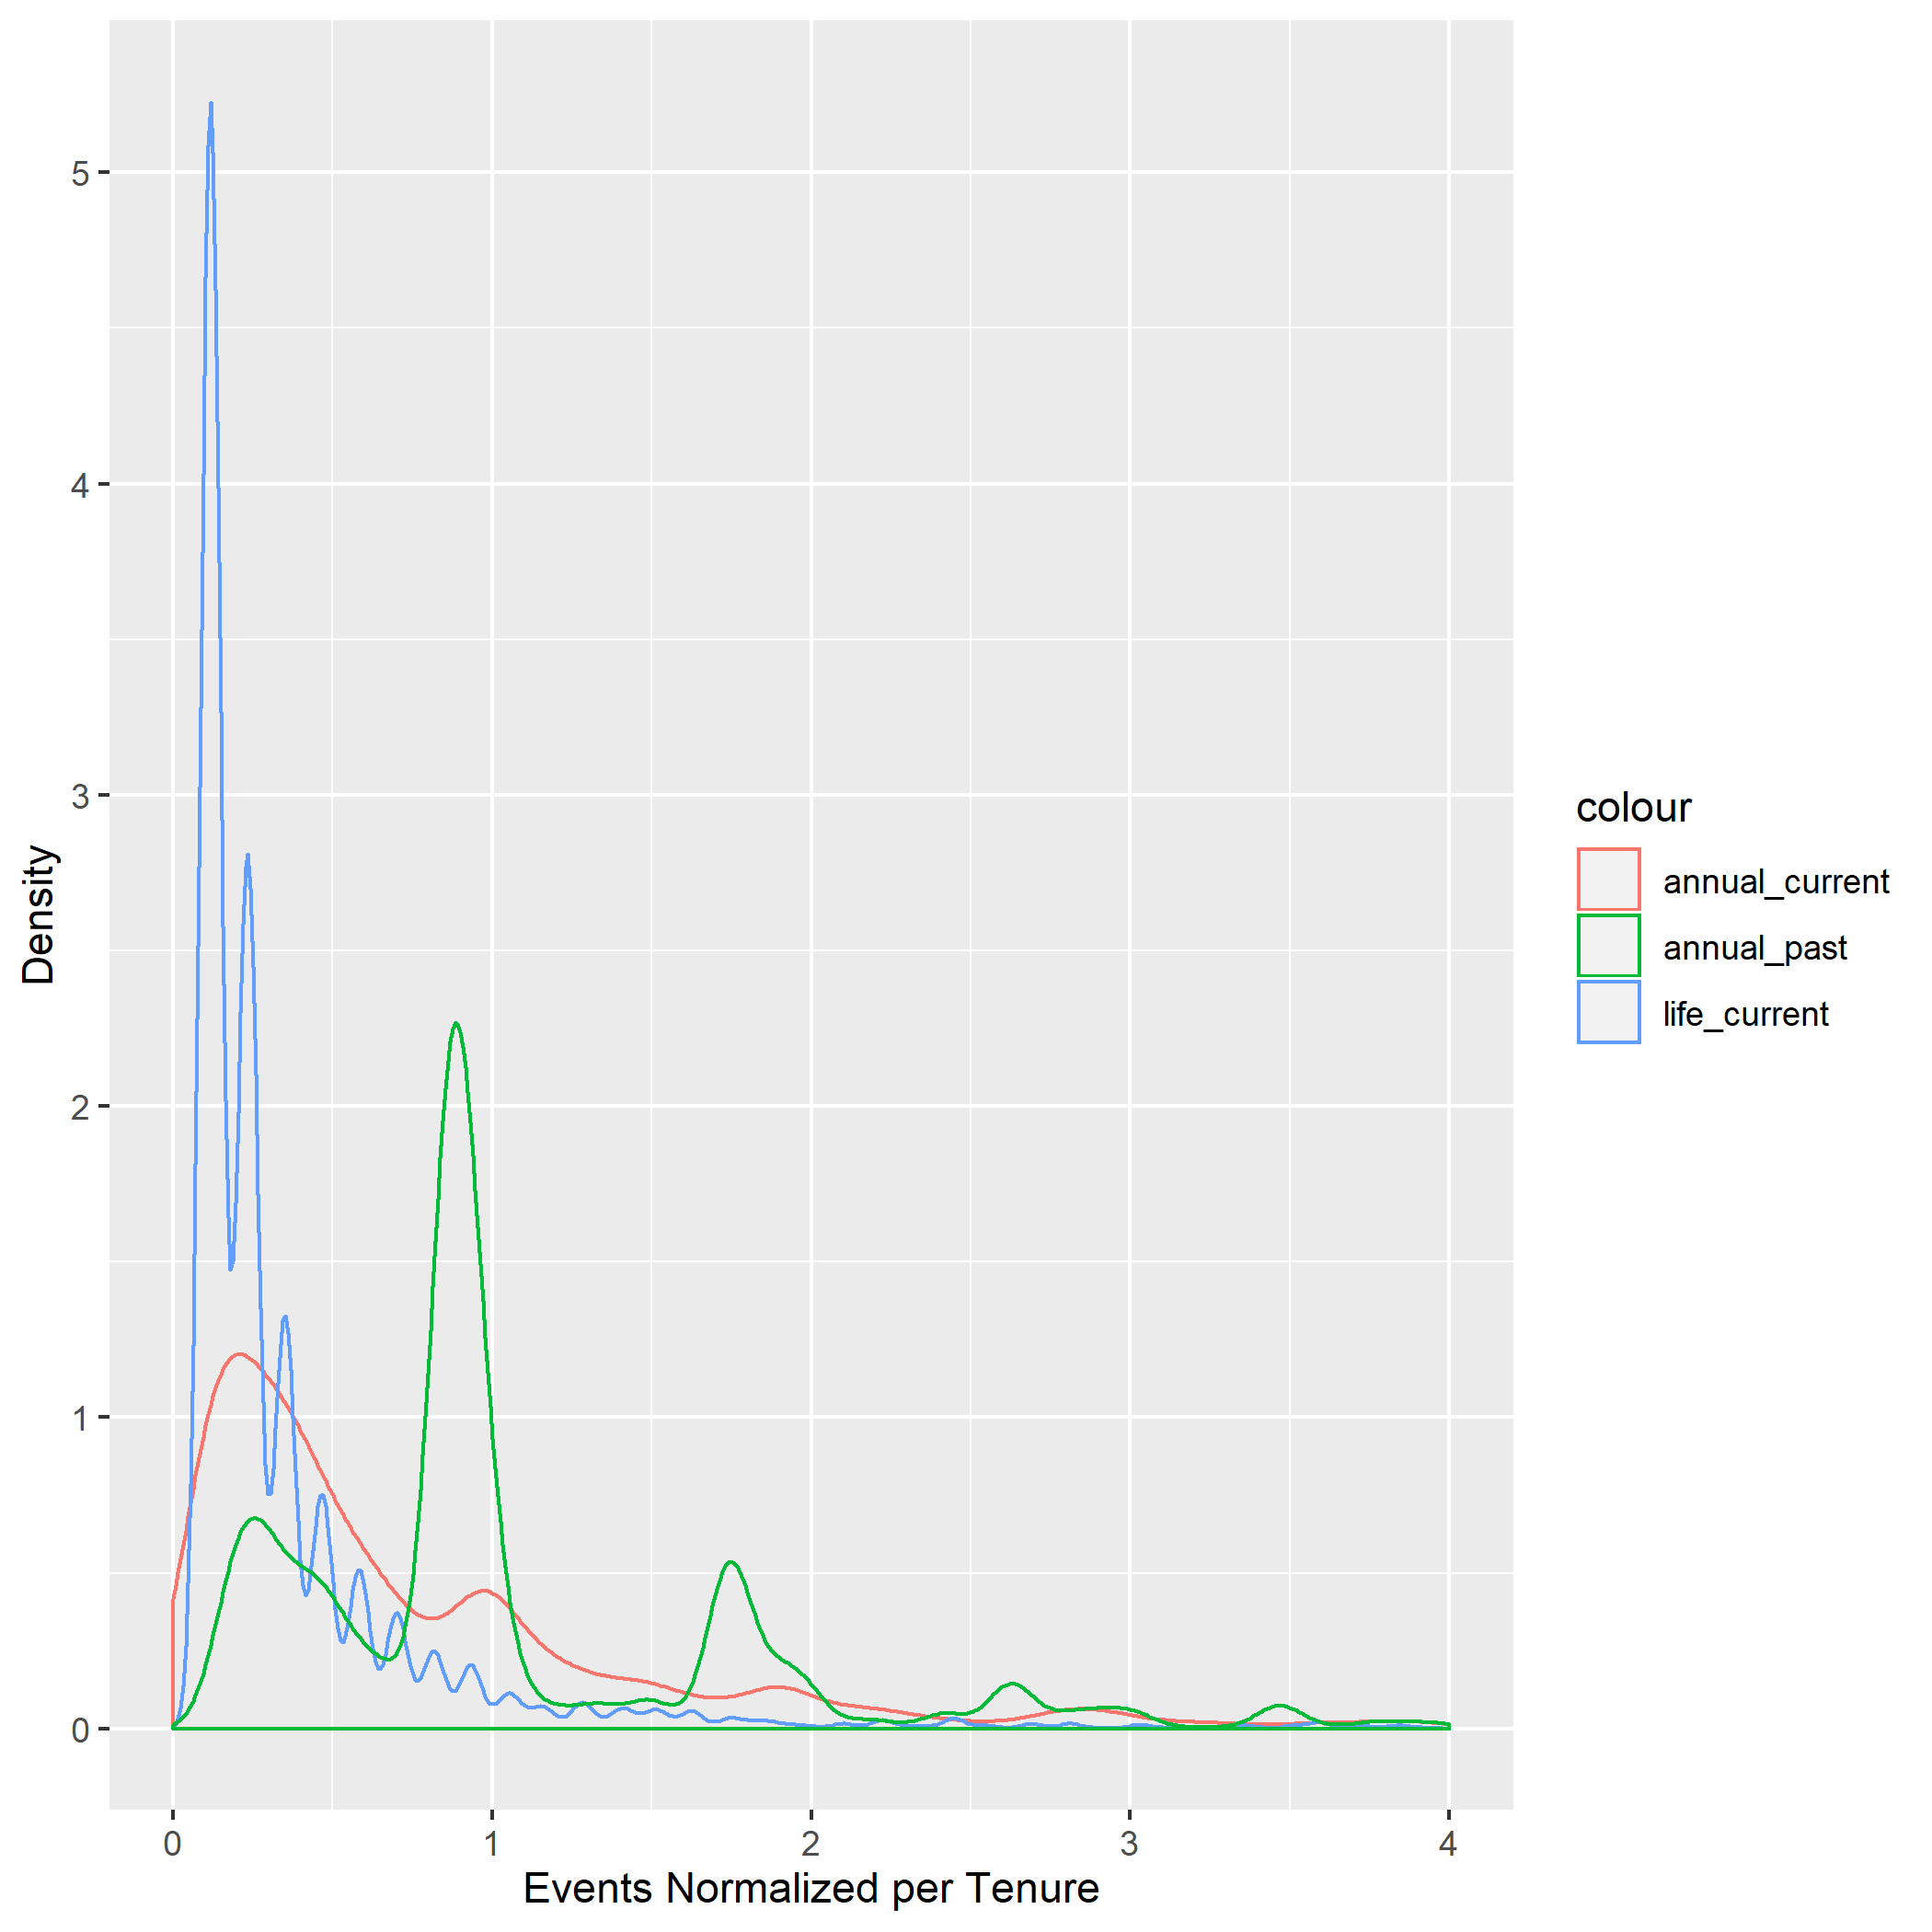 5
4
3
2
1
0
Density
0 1 2 3 4
Events Normalized per Tenure
colour
annual_current
annual_past
life_current